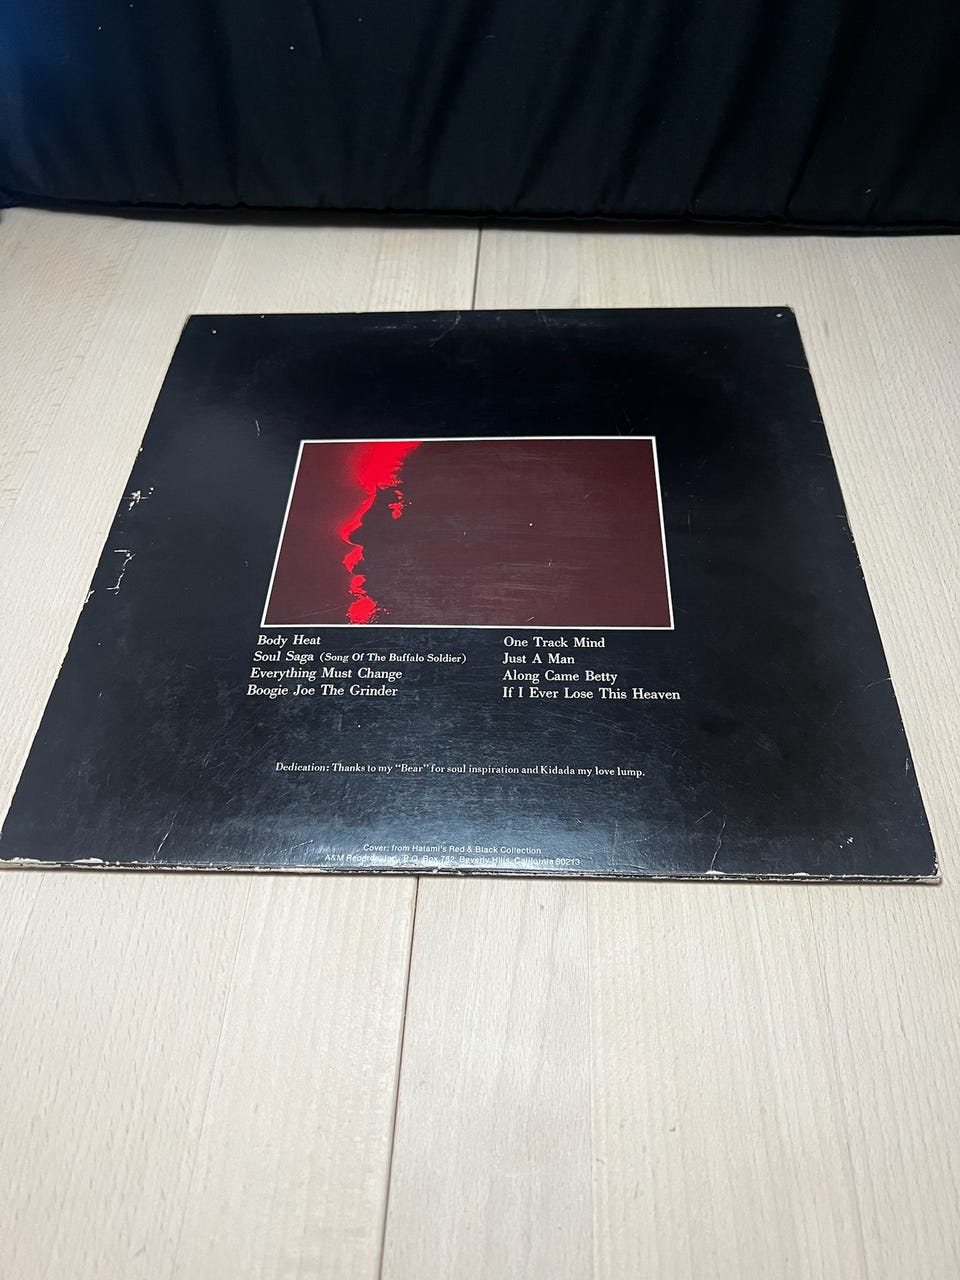 Body Heat
Soul Saga (Song Of The Buffalo Soldier)
Everything Must Change
Boogie Joe The Grinder
One Track Mind
Just A Man
Along Came Betty
If I Ever Lose This Heaven
Dedication: Thanks to my "Bear" for soul inspiration and Kidada my love lump.
Cover: from Hatami's Red & Black Collection
A&M Records, Inc., P.O. Box 782, Beverly Hills, California 90213